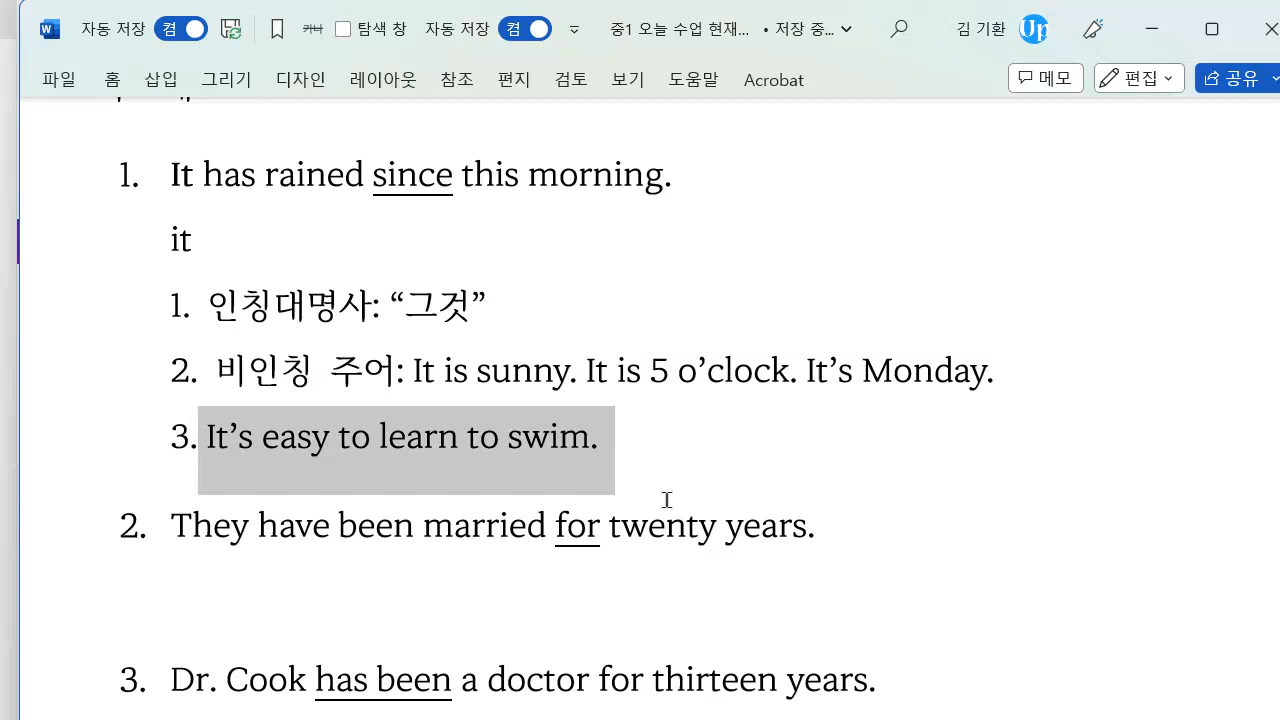 자동 저장 켬 가나 탐색 창 자동 저장 켬 중1 오늘 수업 현재... • 저장 중... 김 기환 Up
파일 홈 삽입 그리기 디자인 레이아웃 참조 편지 검토 보기 도움말 Acrobat 메모 편집 공유
1. It has rained since this morning.
it
1. 인칭대명사: “그것”
2. 비인칭 주어: It is sunny. It is 5 o’clock. It’s Monday.
3. It’s easy to learn to swim.
2. They have been married for twenty years.
3. Dr. Cook has been a doctor for thirteen years.